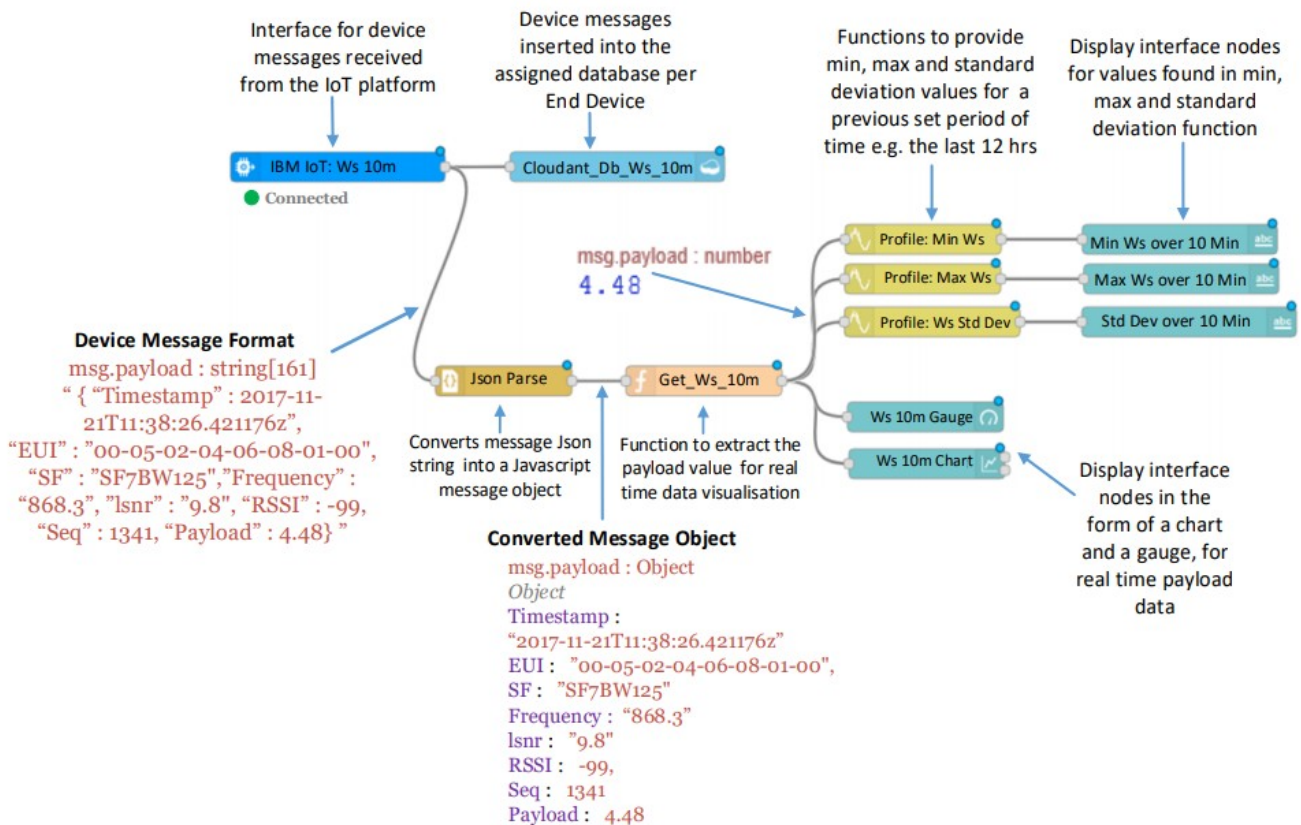 Interface for device
messages received
from the IoT platform
Device messages
inserted into the
assigned database per
End Device
Functions to provide
min, max and standard
deviation values for a
previous set period of
time e.g. the last 12 hrs
Display interface nodes
for values found in min,
max and standard
deviation function
IBM IoT: Ws 10m
Connected
Cloudant_Db_Ws_10m
msg.payload : number
4.48
Profile: Min Ws
Min Ws over 10 Min
abc
Profile: Max Ws
Max Ws over 10 Min
abc
Profile: Ws Std Dev
Std Dev over 10 Min
abc
Device Message Format
msg.payload : string[161]
“ { “Timestamp” : 2017-11-
21T11:38:26.421176z”,
“EUI” : ”00-05-02-04-06-08-01-00",
“SF” : "SF7BW125”,"Frequency” :
“868.3”, ”lsnr” : "9.8", “RSSI” : -99,
“Seq” : 1341, “Payload” : 4.48} ”
Json Parse
Get_Ws_10m
Ws 10m Gauge
Ws 10m Chart
Converts message Json
string into a Javascript
message object
Function to extract the
payload value for real
time data visualisation
Display interface
nodes in the
form of a chart
and a gauge, for
real time payload
data
Converted Message Object
msg.payload : Object
Object
Timestamp :
“2017-11-21T11:38:26.421176z”
EUI : ”00-05-02-04-06-08-01-00",
SF : "SF7BW125"
Frequency : “868.3”
lsnr : ”9.8"
RSSI : -99,
Seq : 1341
Payload : 4.48